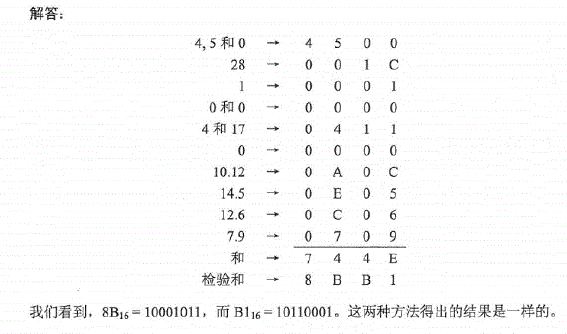 解答：
4, 5 和 0 → 4 5 0 0
28 → 0 0 1 C
1 → 0 0 0 1
0 和 0 → 0 0 0 0
4 和 17 → 0 4 1 1
0 → 0 0 0 0
10.12 → 0 A 0 C
14.5 → 0 E 0 5
12.6 → 0 C 0 6
7.9 → 0 7 0 9
和 → 7 4 4 E
检验和 → 8 B B 1
我们看到，8B16 = 10001011，而 B116 = 10110001。这两种方法得出的结果是一样的。